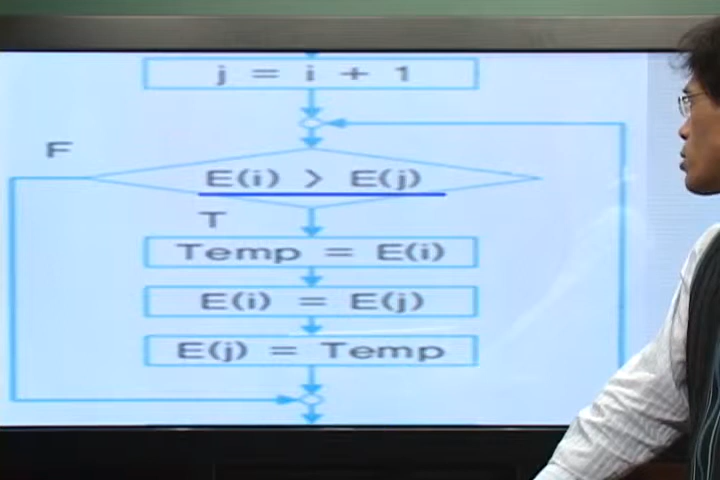 j = i + 1
F
E(i) > E(j)
T
Temp = E(i)
E(i) = E(j)
E(j) = Temp